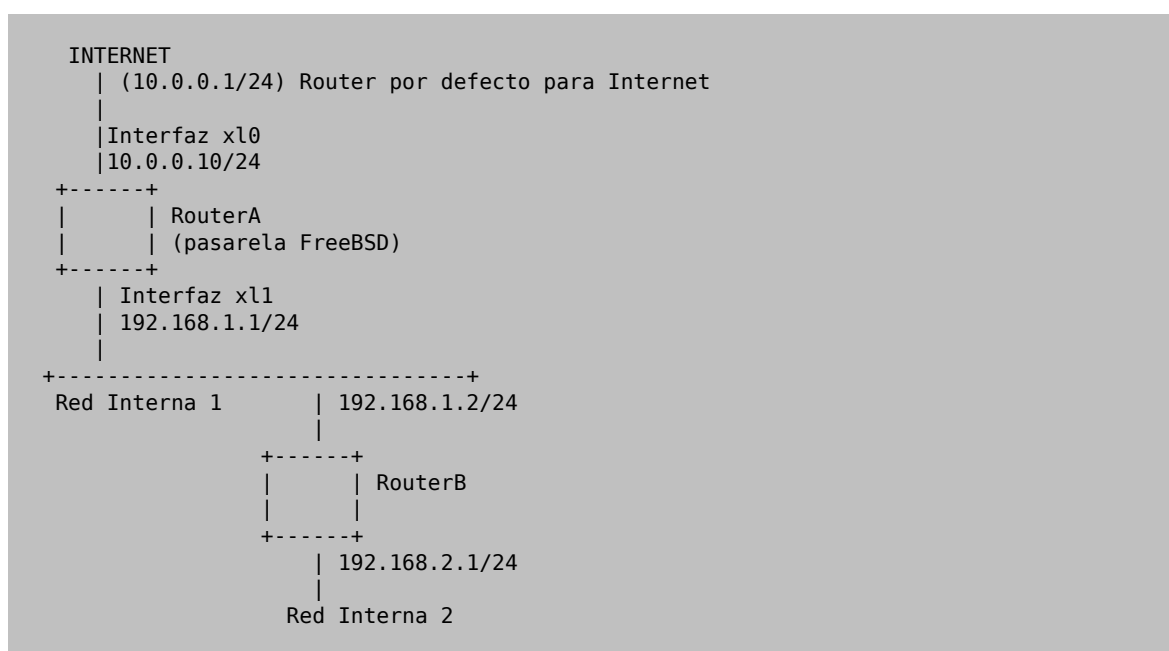 INTERNET
(10.0.0.1/24) Router por defecto para Internet
Interfaz xl0
10.0.0.10/24
RouterA
(pasarela FreeBSD)
Interfaz xl1
192.168.1.1/24
Red Interna 1 192.168.1.2/24
RouterB
192.168.2.1/24
Red Interna 2